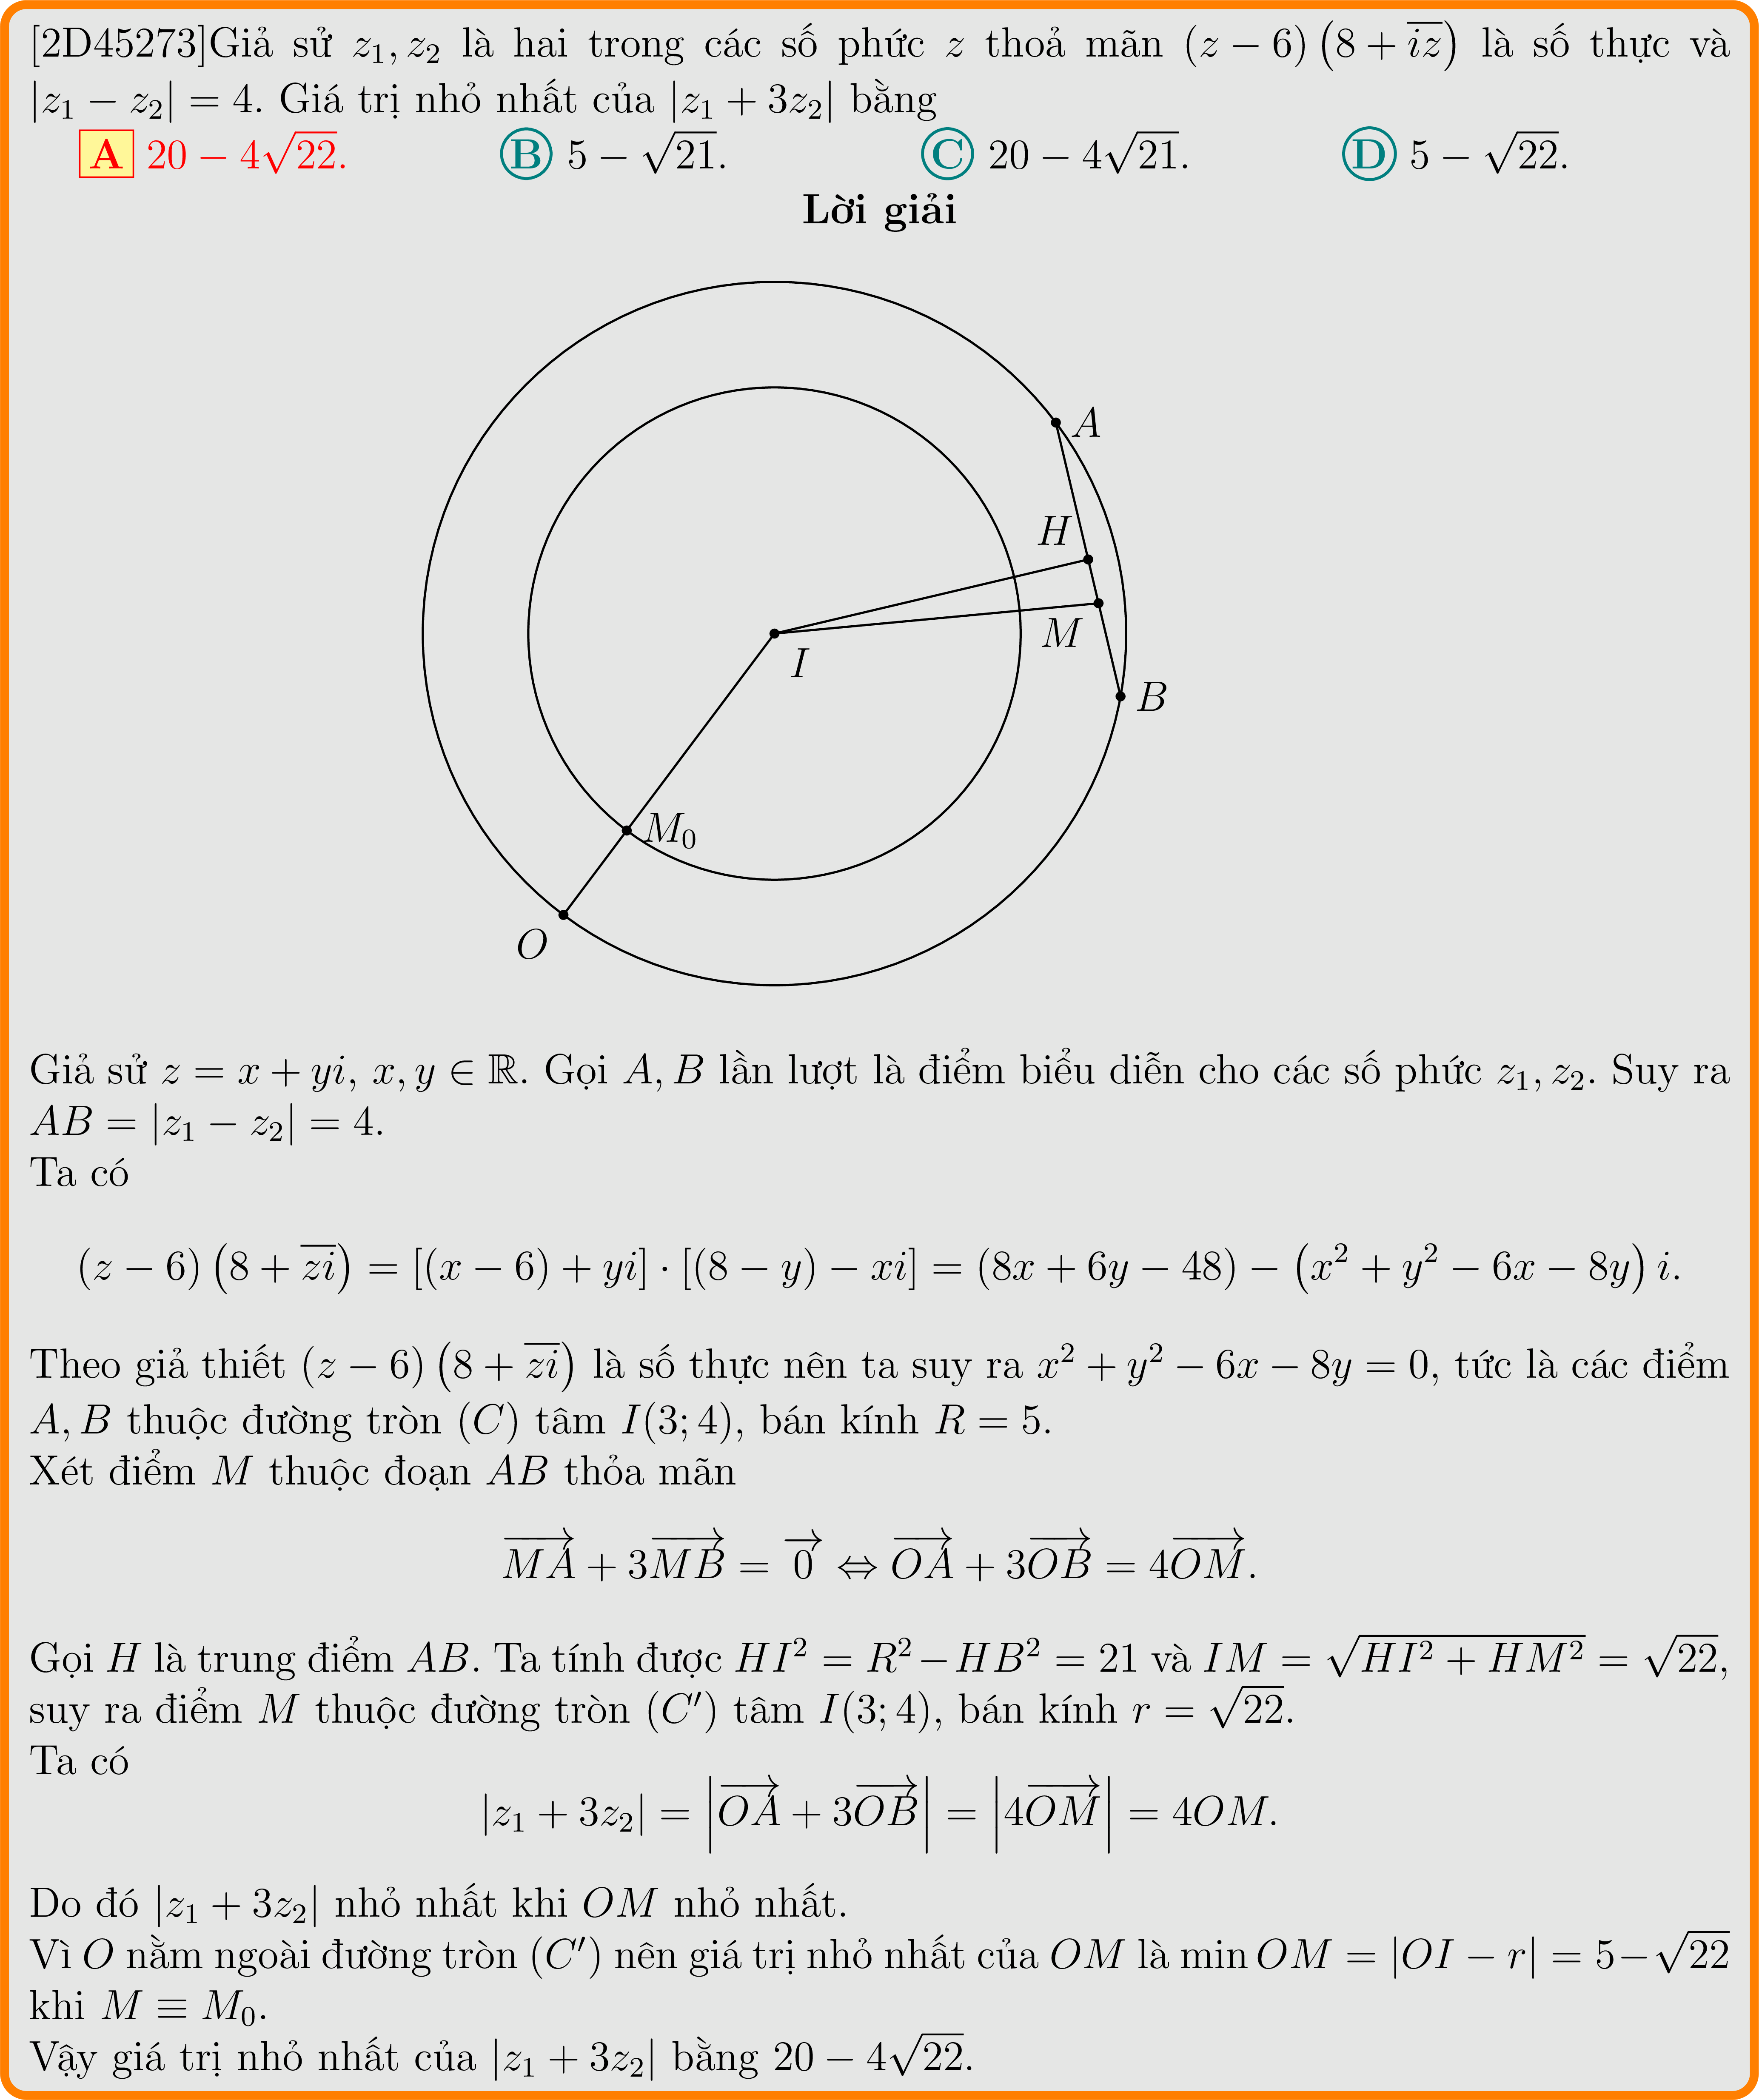 [2D45273]Giả sử $z_1, z_2$ là hai trong các số phức $z$ thoả mãn $(z-6)\left(8+\overline{iz}\right)$ là số thực và
$|z_1 - z_2| = 4$. Giá trị nhỏ nhất của $|z_1 + 3z_2|$ bằng
A $20 - 4\sqrt{22}$. B $5 - \sqrt{21}$. C $20 - 4\sqrt{21}$. D $5 - \sqrt{22}$.
Lời giải
A
H
M
I
B
M₀
O
Giả sử $z = x + yi$, $x, y \in \mathbb{R}$. Gọi $A, B$ lần lượt là điểm biểu diễn cho các số phức $z_1, z_2$. Suy ra
$AB = |z_1 - z_2| = 4$.
Ta có
$(z-6)\left(8+\overline{zi}\right) = [(x-6)+yi]\cdot[(8-y)-xi] = (8x+6y-48) - \left(x^2+y^2-6x-8y\right)i.$
Theo giả thiết $(z-6)\left(8+\overline{zi}\right)$ là số thực nên ta suy ra $x^2+y^2-6x-8y=0$, tức là các điểm
$A, B$ thuộc đường tròn $(C)$ tâm $I(3;4)$, bán kính $R = 5$.
Xét điểm $M$ thuộc đoạn $AB$ thỏa mãn
$\overrightarrow{MA} + 3\overrightarrow{MB} = \overrightarrow{0} \Leftrightarrow \overrightarrow{OA} + 3\overrightarrow{OB} = 4\overrightarrow{OM}.$
Gọi $H$ là trung điểm $AB$. Ta tính được $HI^2 = R^2 - HB^2 = 21$ và $IM = \sqrt{HI^2 + HM^2} = \sqrt{22}$,
suy ra điểm $M$ thuộc đường tròn $(C')$ tâm $I(3;4)$, bán kính $r = \sqrt{22}$.
Ta có
$|z_1 + 3z_2| = \left|\overrightarrow{OA} + 3\overrightarrow{OB}\right| = \left|4\overrightarrow{OM}\right| = 4OM.$
Do đó $|z_1 + 3z_2|$ nhỏ nhất khi $OM$ nhỏ nhất.
Vì $O$ nằm ngoài đường tròn $(C')$ nên giá trị nhỏ nhất của $OM$ là $\min OM = |OI - r| = 5 - \sqrt{22}$
khi $M \equiv M_0$.
Vậy giá trị nhỏ nhất của $|z_1 + 3z_2|$ bằng $20 - 4\sqrt{22}$.